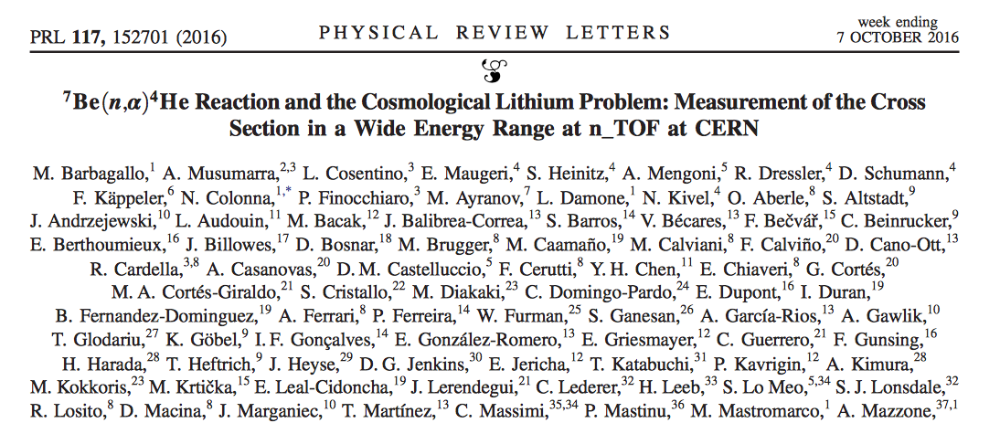 PRL 117, 152701 (2016) PHYSICAL REVIEW LETTERS week ending 7 OCTOBER 2016
⁷Be(n,α)⁴He Reaction and the Cosmological Lithium Problem: Measurement of the Cross
Section in a Wide Energy Range at n_TOF at CERN
M. Barbagallo,¹ A. Musumarra,²,³ L. Cosentino,³ E. Maugeri,⁴ S. Heinitz,⁴ A. Mengoni,⁵ R. Dressler,⁴ D. Schumann,⁴
F. Käppeler,⁶ N. Colonna,¹,* P. Finocchiaro,³ M. Ayranov,⁷ L. Damone,¹ N. Kivel,⁴ O. Aberle,⁸ S. Altstadt,⁹
J. Andrzejewski,¹⁰ L. Audouin,¹¹ M. Bacak,¹² J. Balibrea-Correa,¹³ S. Barros,¹⁴ V. Bécares,¹³ F. Bečvář,¹⁵ C. Beinrucker,⁹
E. Berthoumieux,¹⁶ J. Billowes,¹⁷ D. Bosnar,¹⁸ M. Brugger,⁸ M. Caamaño,¹⁹ M. Calviani,⁸ F. Calviño,²⁰ D. Cano-Ott,¹³
R. Cardella,³,⁸ A. Casanovas,²⁰ D. M. Castelluccio,⁵ F. Cerutti,⁸ Y. H. Chen,¹¹ E. Chiaveri,⁸ G. Cortés,²⁰
M. A. Cortés-Giraldo,²¹ S. Cristallo,²² M. Diakaki,²³ C. Domingo-Pardo,²⁴ E. Dupont,¹⁶ I. Duran,¹⁹
B. Fernandez-Dominguez,¹⁹ A. Ferrari,⁸ P. Ferreira,¹⁴ W. Furman,²⁵ S. Ganesan,²⁶ A. García-Rios,¹³ A. Gawlik,¹⁰
T. Glodariu,²⁷ K. Göbel,⁹ I. F. Gonçalves,¹⁴ E. González-Romero,¹³ E. Griesmayer,¹² C. Guerrero,²¹ F. Gunsing,¹⁶
H. Harada,²⁸ T. Heftrich,⁹ J. Heyse,²⁹ D. G. Jenkins,³⁰ E. Jericha,¹² T. Katabuchi,³¹ P. Kavrigin,¹² A. Kimura,²⁸
M. Kokkoris,²³ M. Krtička,¹⁵ E. Leal-Cidoncha,¹⁹ J. Lerendegui,²¹ C. Lederer,³² H. Leeb,³³ S. Lo Meo,⁵,³⁴ S. J. Lonsdale,³²
R. Losito,⁸ D. Macina,⁸ J. Marganiec,¹⁰ T. Martínez,¹³ C. Massimi,³⁵,³⁴ P. Mastinu,³⁶ M. Mastromarco,¹ A. Mazzone,³⁷,¹